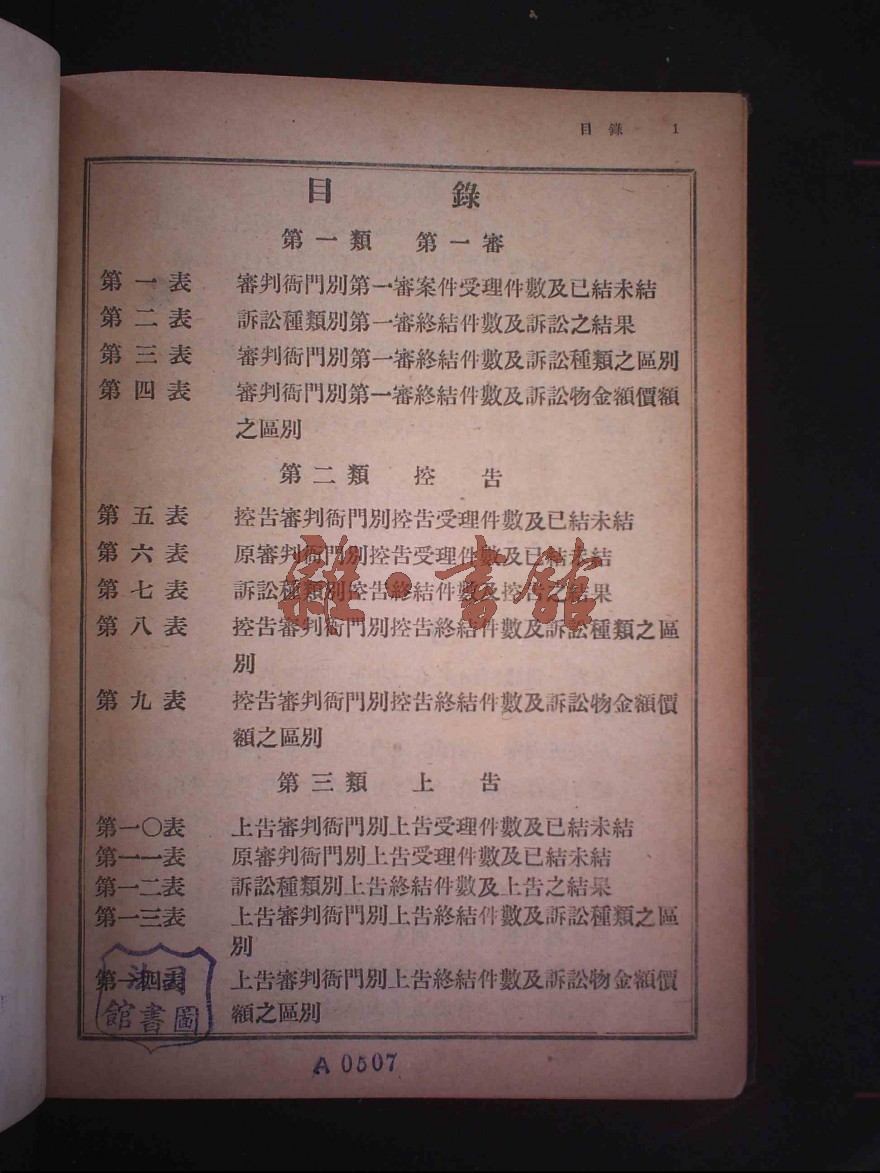 目錄 1
目 錄
第一類 第一審
第一表 審判衙門別第一審案件受理件數及已結未結
第二表 訴訟種類別第一審終結件數及訴訟之結果
第三表 審判衙門別第一審終結件數及訴訟種類之區別
第四表 審判衙門別第一審終結件數及訴訟物金額價額
之區別
第二類 控告
第五表 控告審判衙門別控告受理件數及已結未結
第六表 原審判衙門別控告受理件數及已結未結
第七表 訴訟種類別控告終結件數及控告之結果
第八表 控告審判衙門別控告終結件數及訴訟種類之區
別
第九表 控告審判衙門別控告終結件數及訴訟物金額價
額之區別
第三類 上告
第一〇表 上告審判衙門別上告受理件數及已結未結
第一一表 原審判衙門別上告受理件數及已結未結
第一二表 訴訟種類別上告終結件數及上告之結果
第一三表 上告審判衙門別上告終結件數及訴訟種類之區
別
第一四表 上告審判衙門別上告終結件數及訴訟物金額價
額之區別
圖書館
A 0507
雜·書館